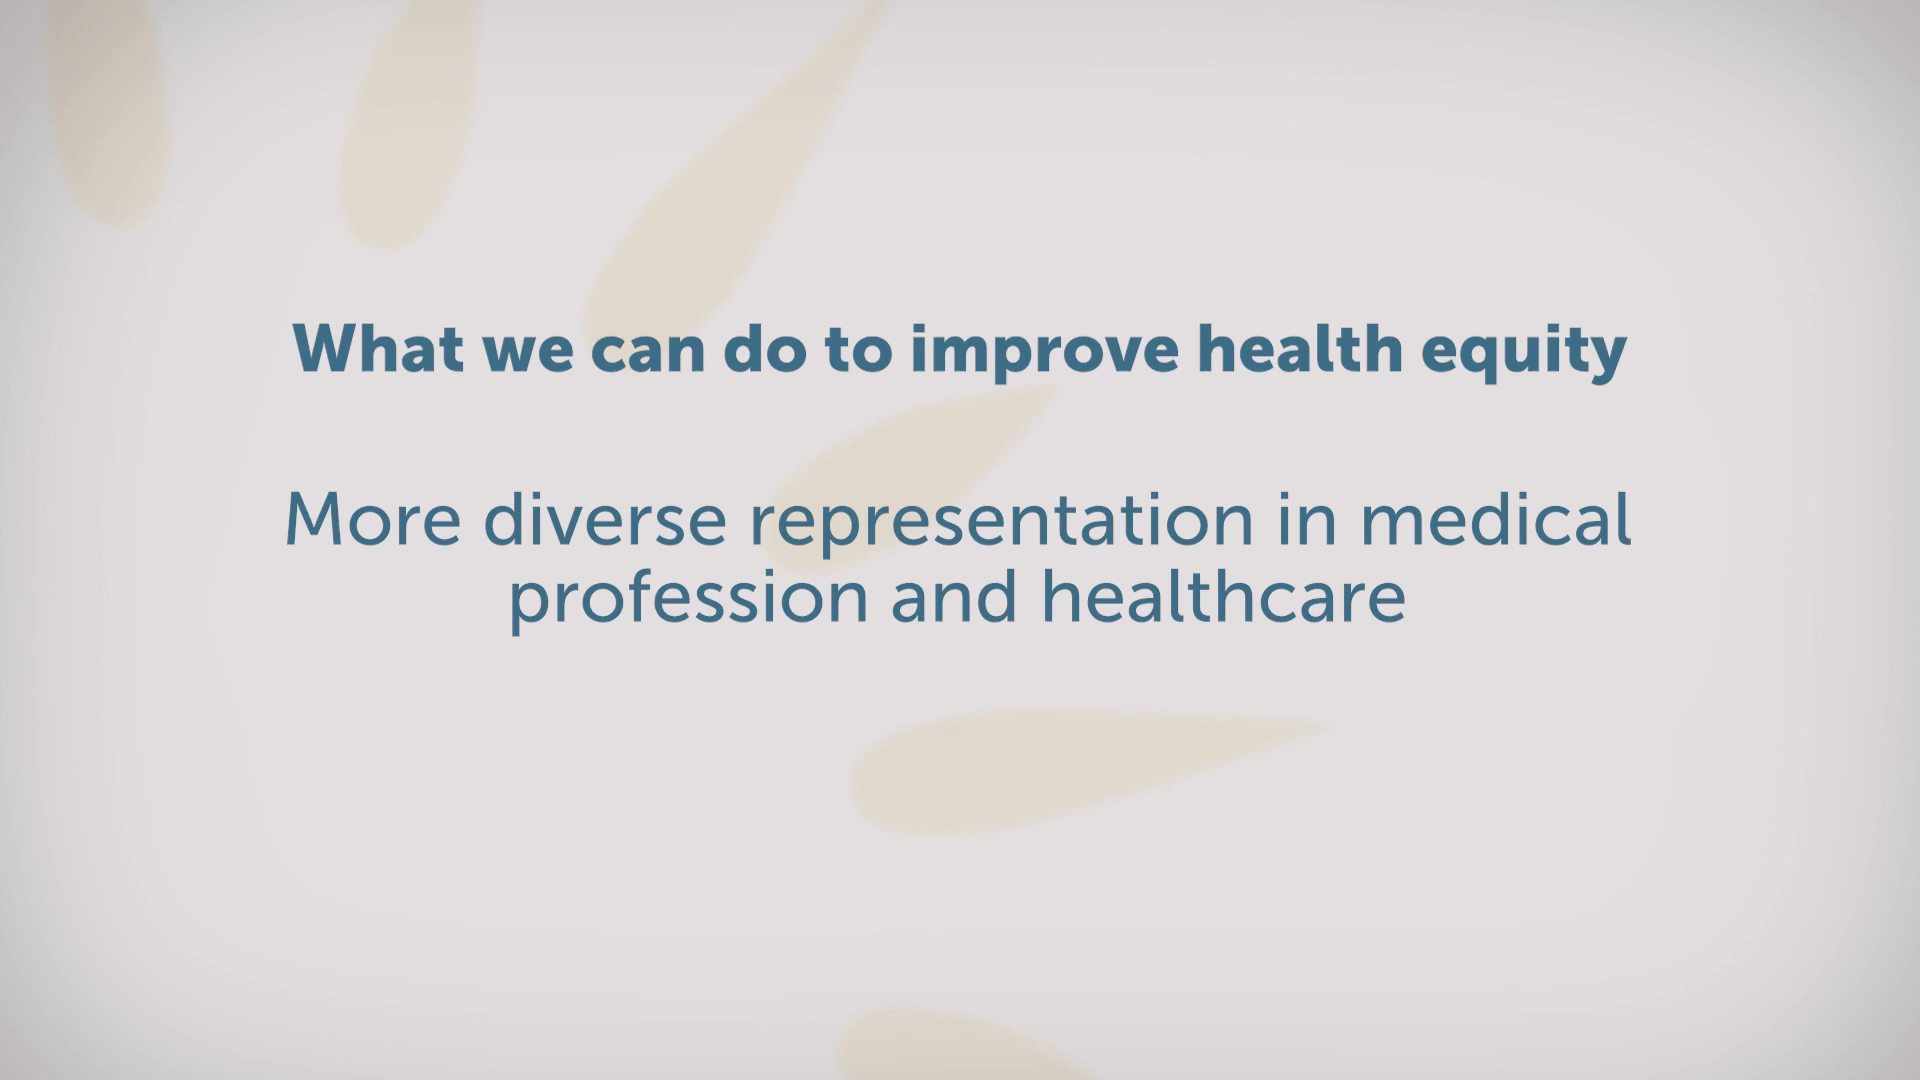 What we can do to improve health equity
More diverse representation in medical
profession and healthcare